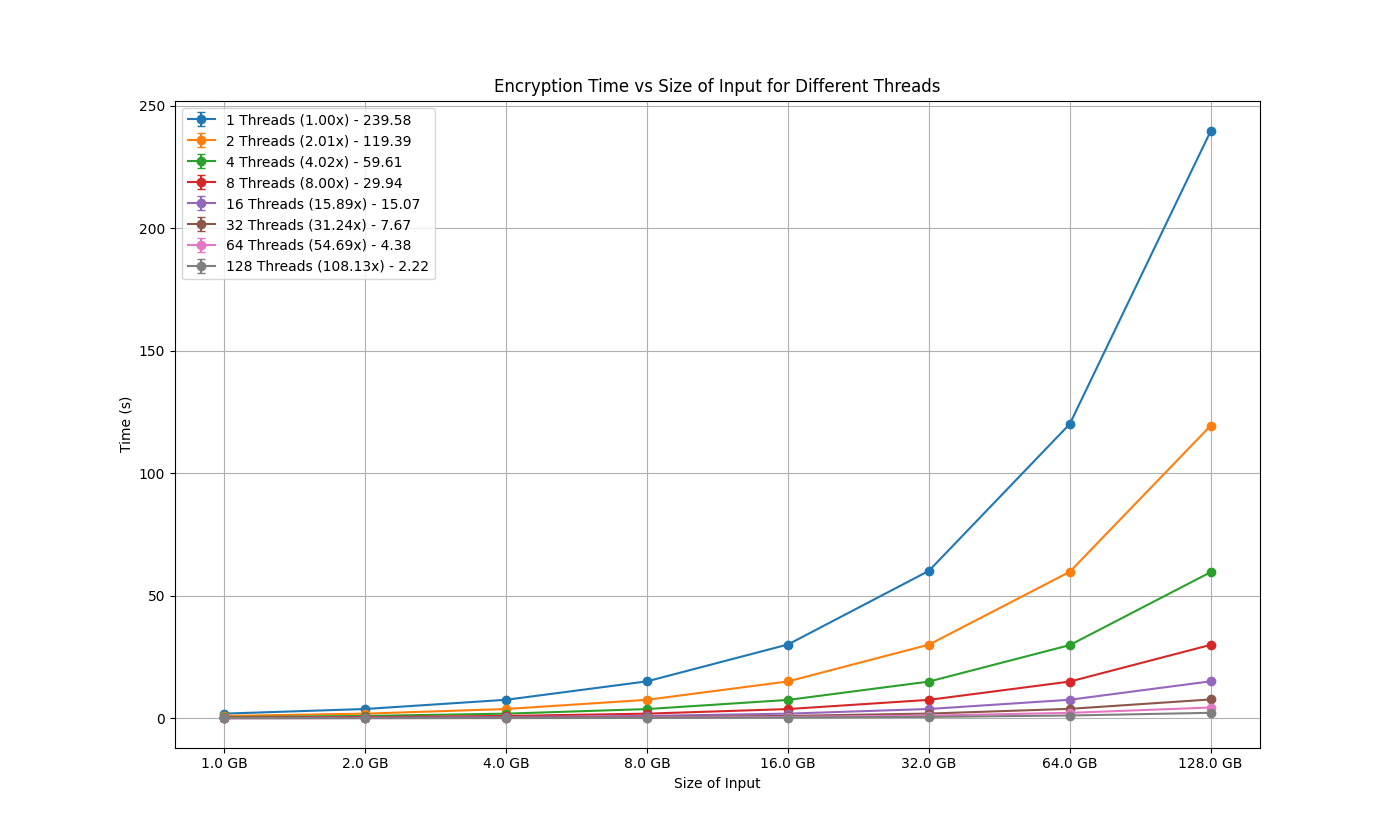 Encryption Time vs Size of Input for Different Threads
250
200
150
100
50
0
Time (s)
1 Threads (1.00x) - 239.58
2 Threads (2.01x) - 119.39
4 Threads (4.02x) - 59.61
8 Threads (8.00x) - 29.94
16 Threads (15.89x) - 15.07
32 Threads (31.24x) - 7.67
64 Threads (54.69x) - 4.38
128 Threads (108.13x) - 2.22
1.0 GB 2.0 GB 4.0 GB 8.0 GB 16.0 GB 32.0 GB 64.0 GB 128.0 GB
Size of Input